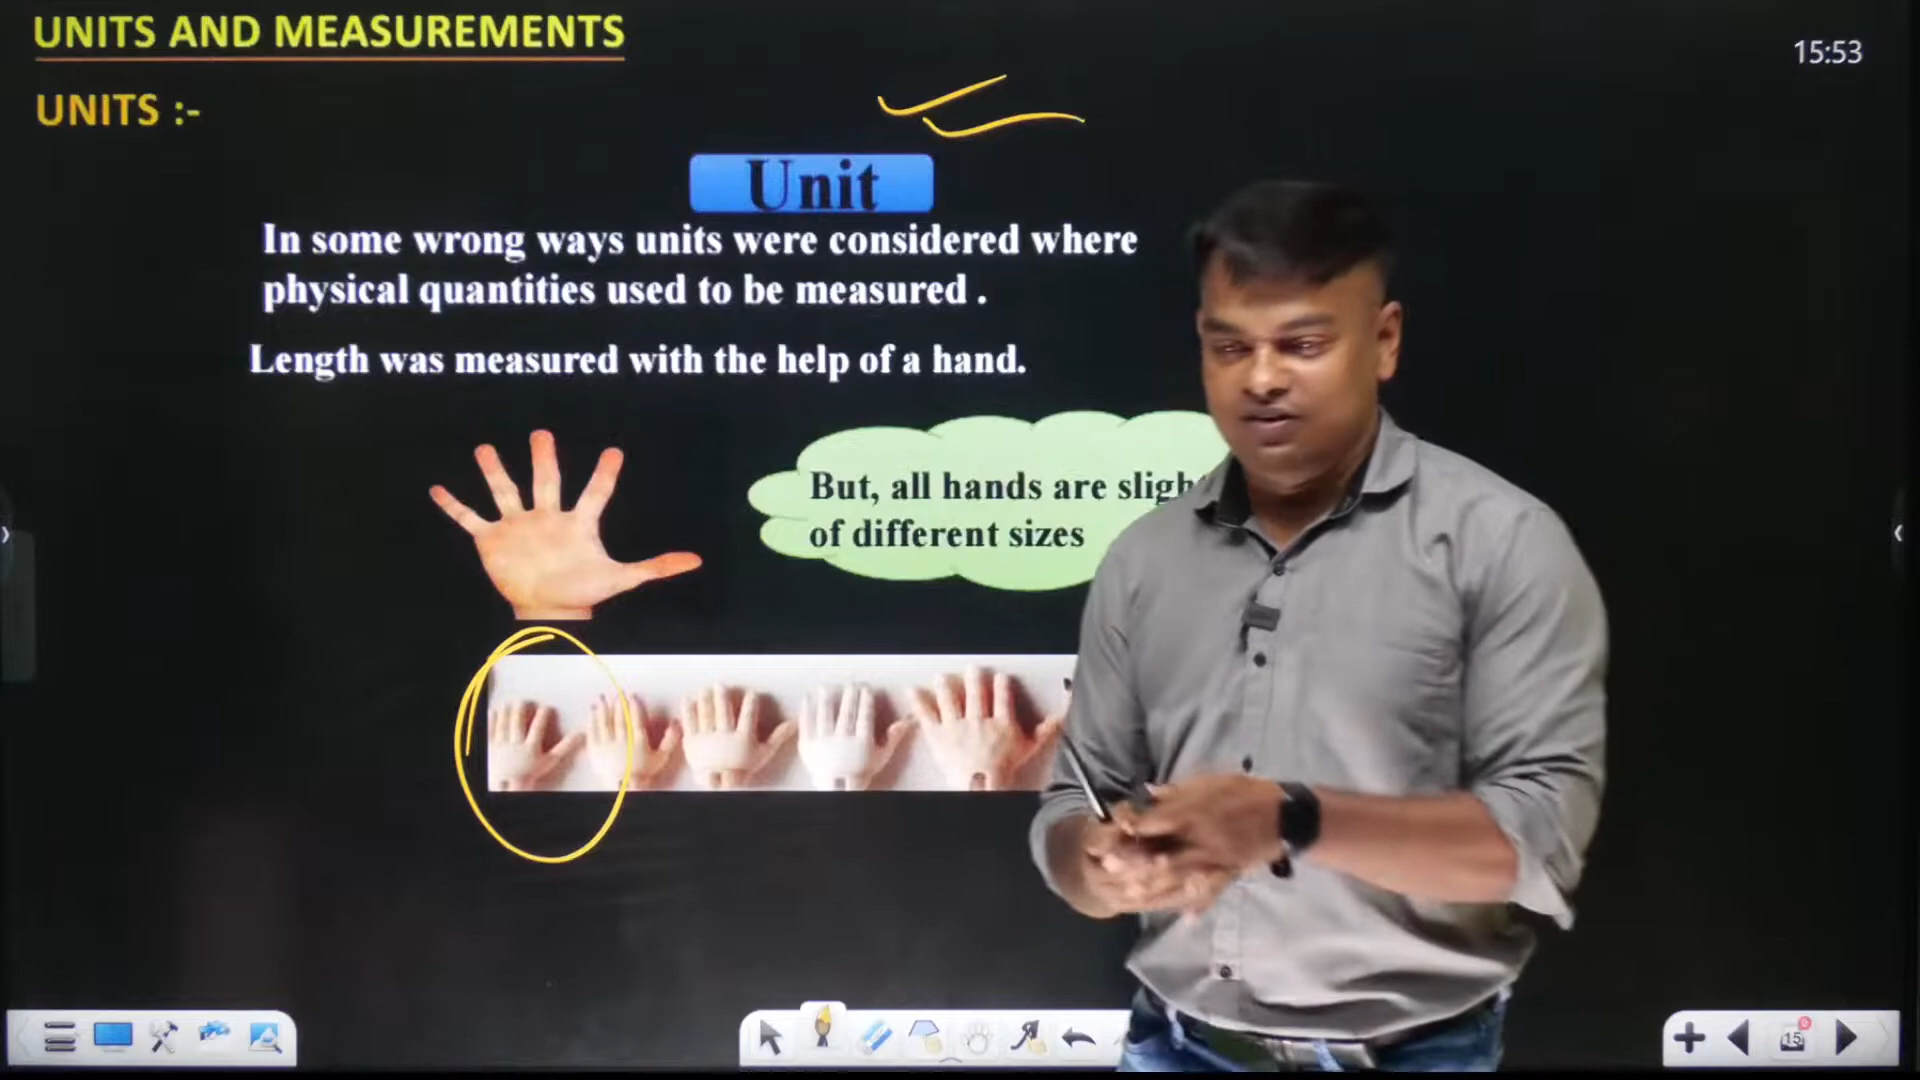 UNITS AND MEASUREMENTS
15:53
UNITS :-
Unit
In some wrong ways units were considered where
physical quantities used to be measured .
Length was measured with the help of a hand.
But, all hands are
of different sizes
15